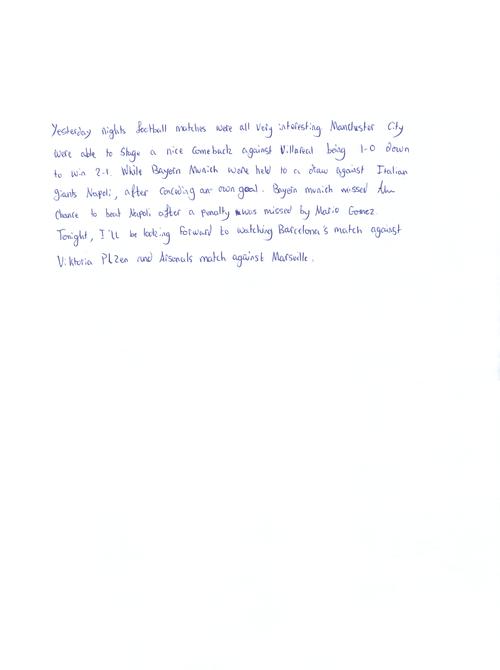 Yesterday nights football matches were all very interesting. Manchester City
were able to stage a nice comeback against Villareal being 1-0 down
to win 2-1. While Bayern Munich were held to a draw against Italian
giants Napoli, after conceding an own goal. Bayern munich missed the
chance to beat Napoli after a penalty was missed by Mario Gomez.
Tonight, I'll be looking forward to watching Barcelona's match against
Viktoria PLzen and Arsenals match against Marseille.